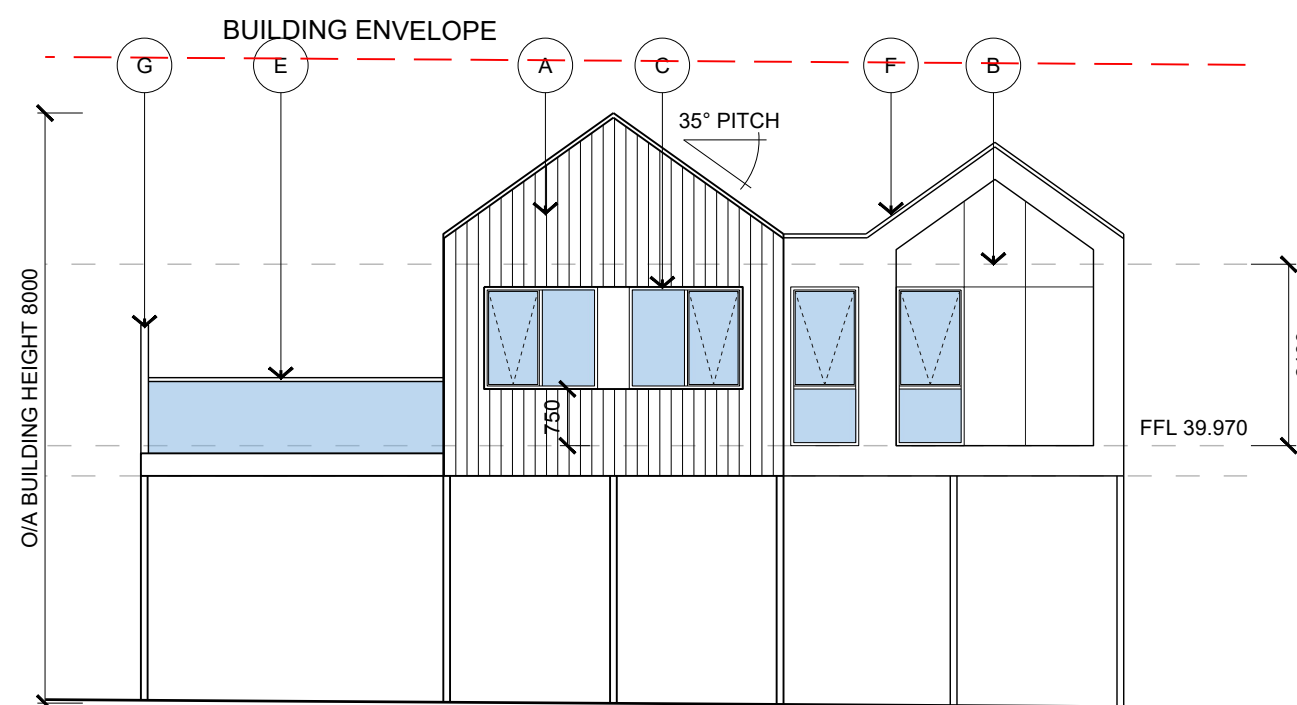 BUILDING ENVELOPE
G E A C F B
35° PITCH
O/A BUILDING HEIGHT 8000
750
FFL 39.970